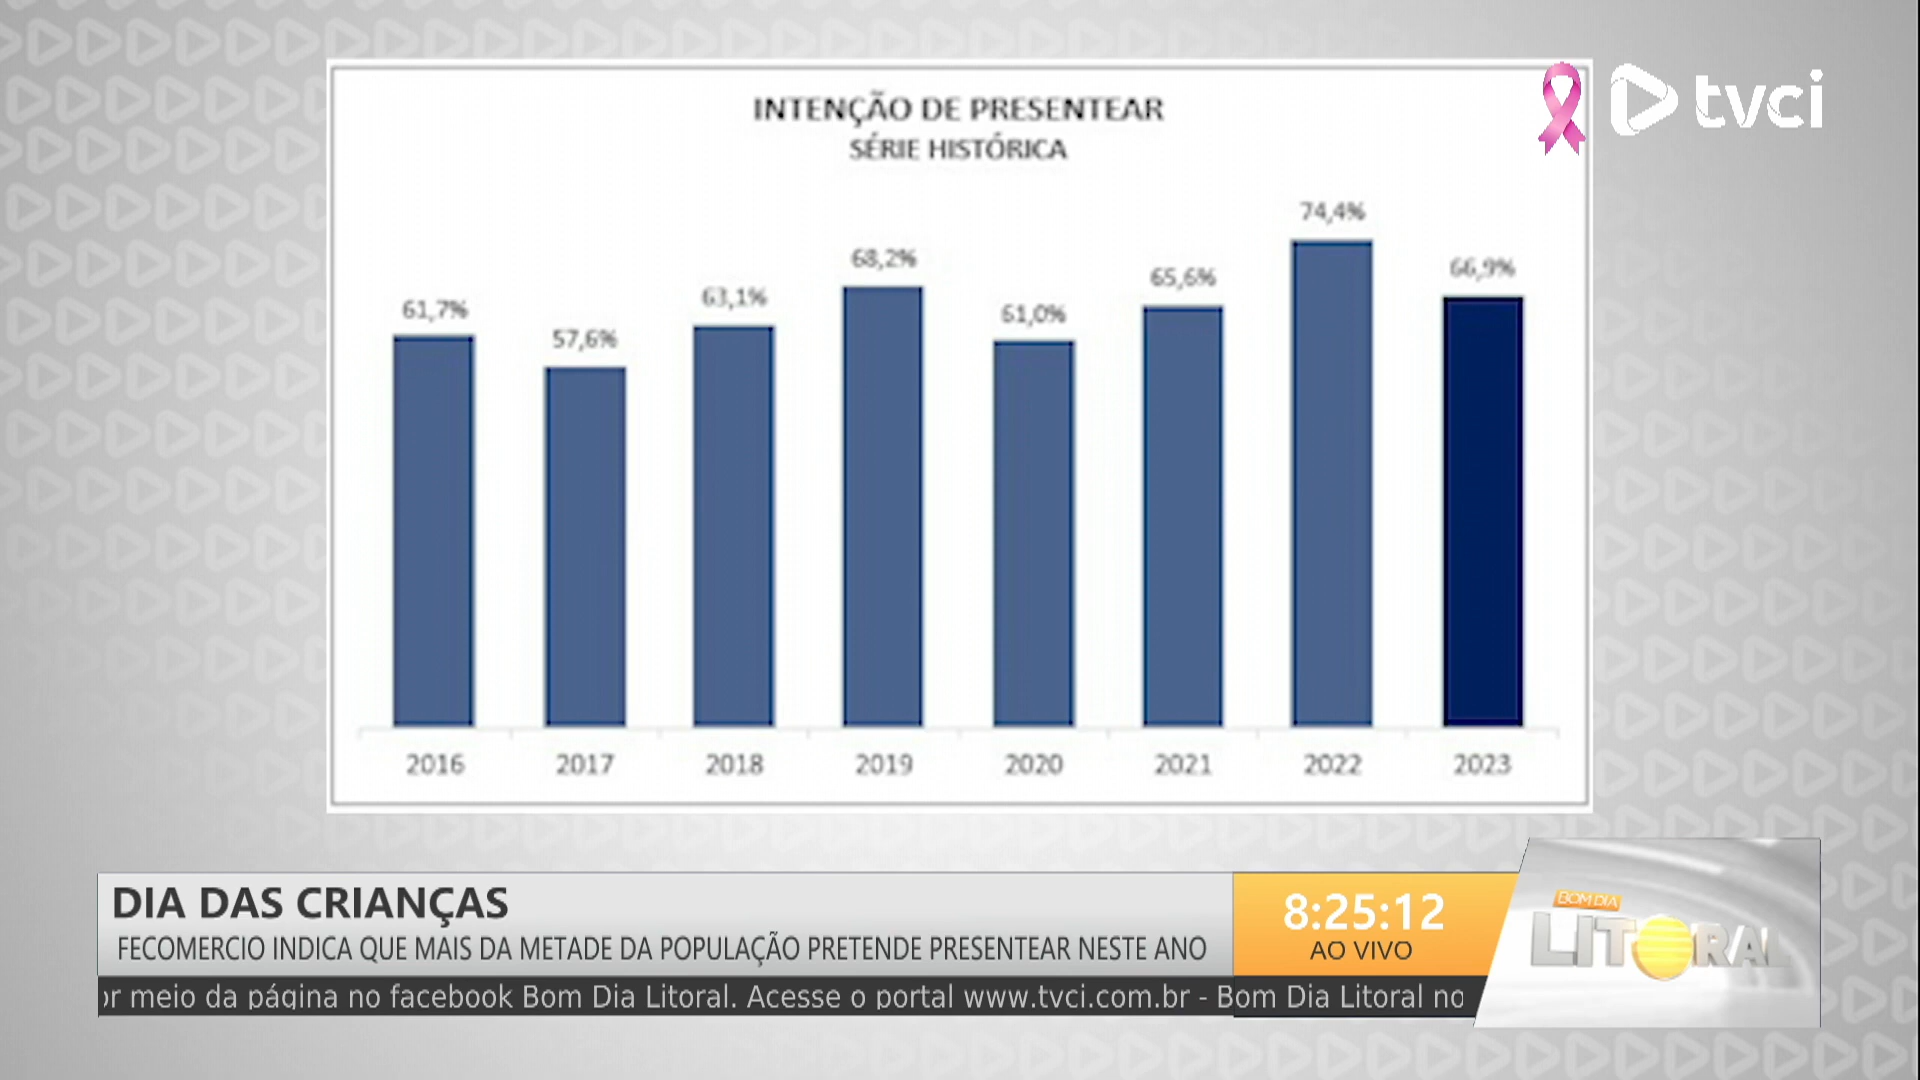 INTENÇÃO DE PRESENTEAR
SÉRIE HISTÓRICA
tvci
61,7%
57,6%
63,1%
68,2%
61,0%
65,6%
74,4%
66,9%
2016
2017
2018
2019
2020
2021
2022
2023
DIA DAS CRIANÇAS
FECOMERCIO INDICA QUE MAIS DA METADE DA POPULAÇÃO PRETENDE PRESENTEAR NESTE ANO
8:25:12
AO VIVO
BOM DIA
LITORAL
or meio da página no facebook Bom Dia Litoral. Acesse o portal www.tvci.com.br - Bom Dia Litoral no